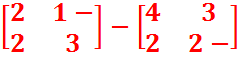 [2 1 –] – [4 3]
[2 3] [2 2 –]